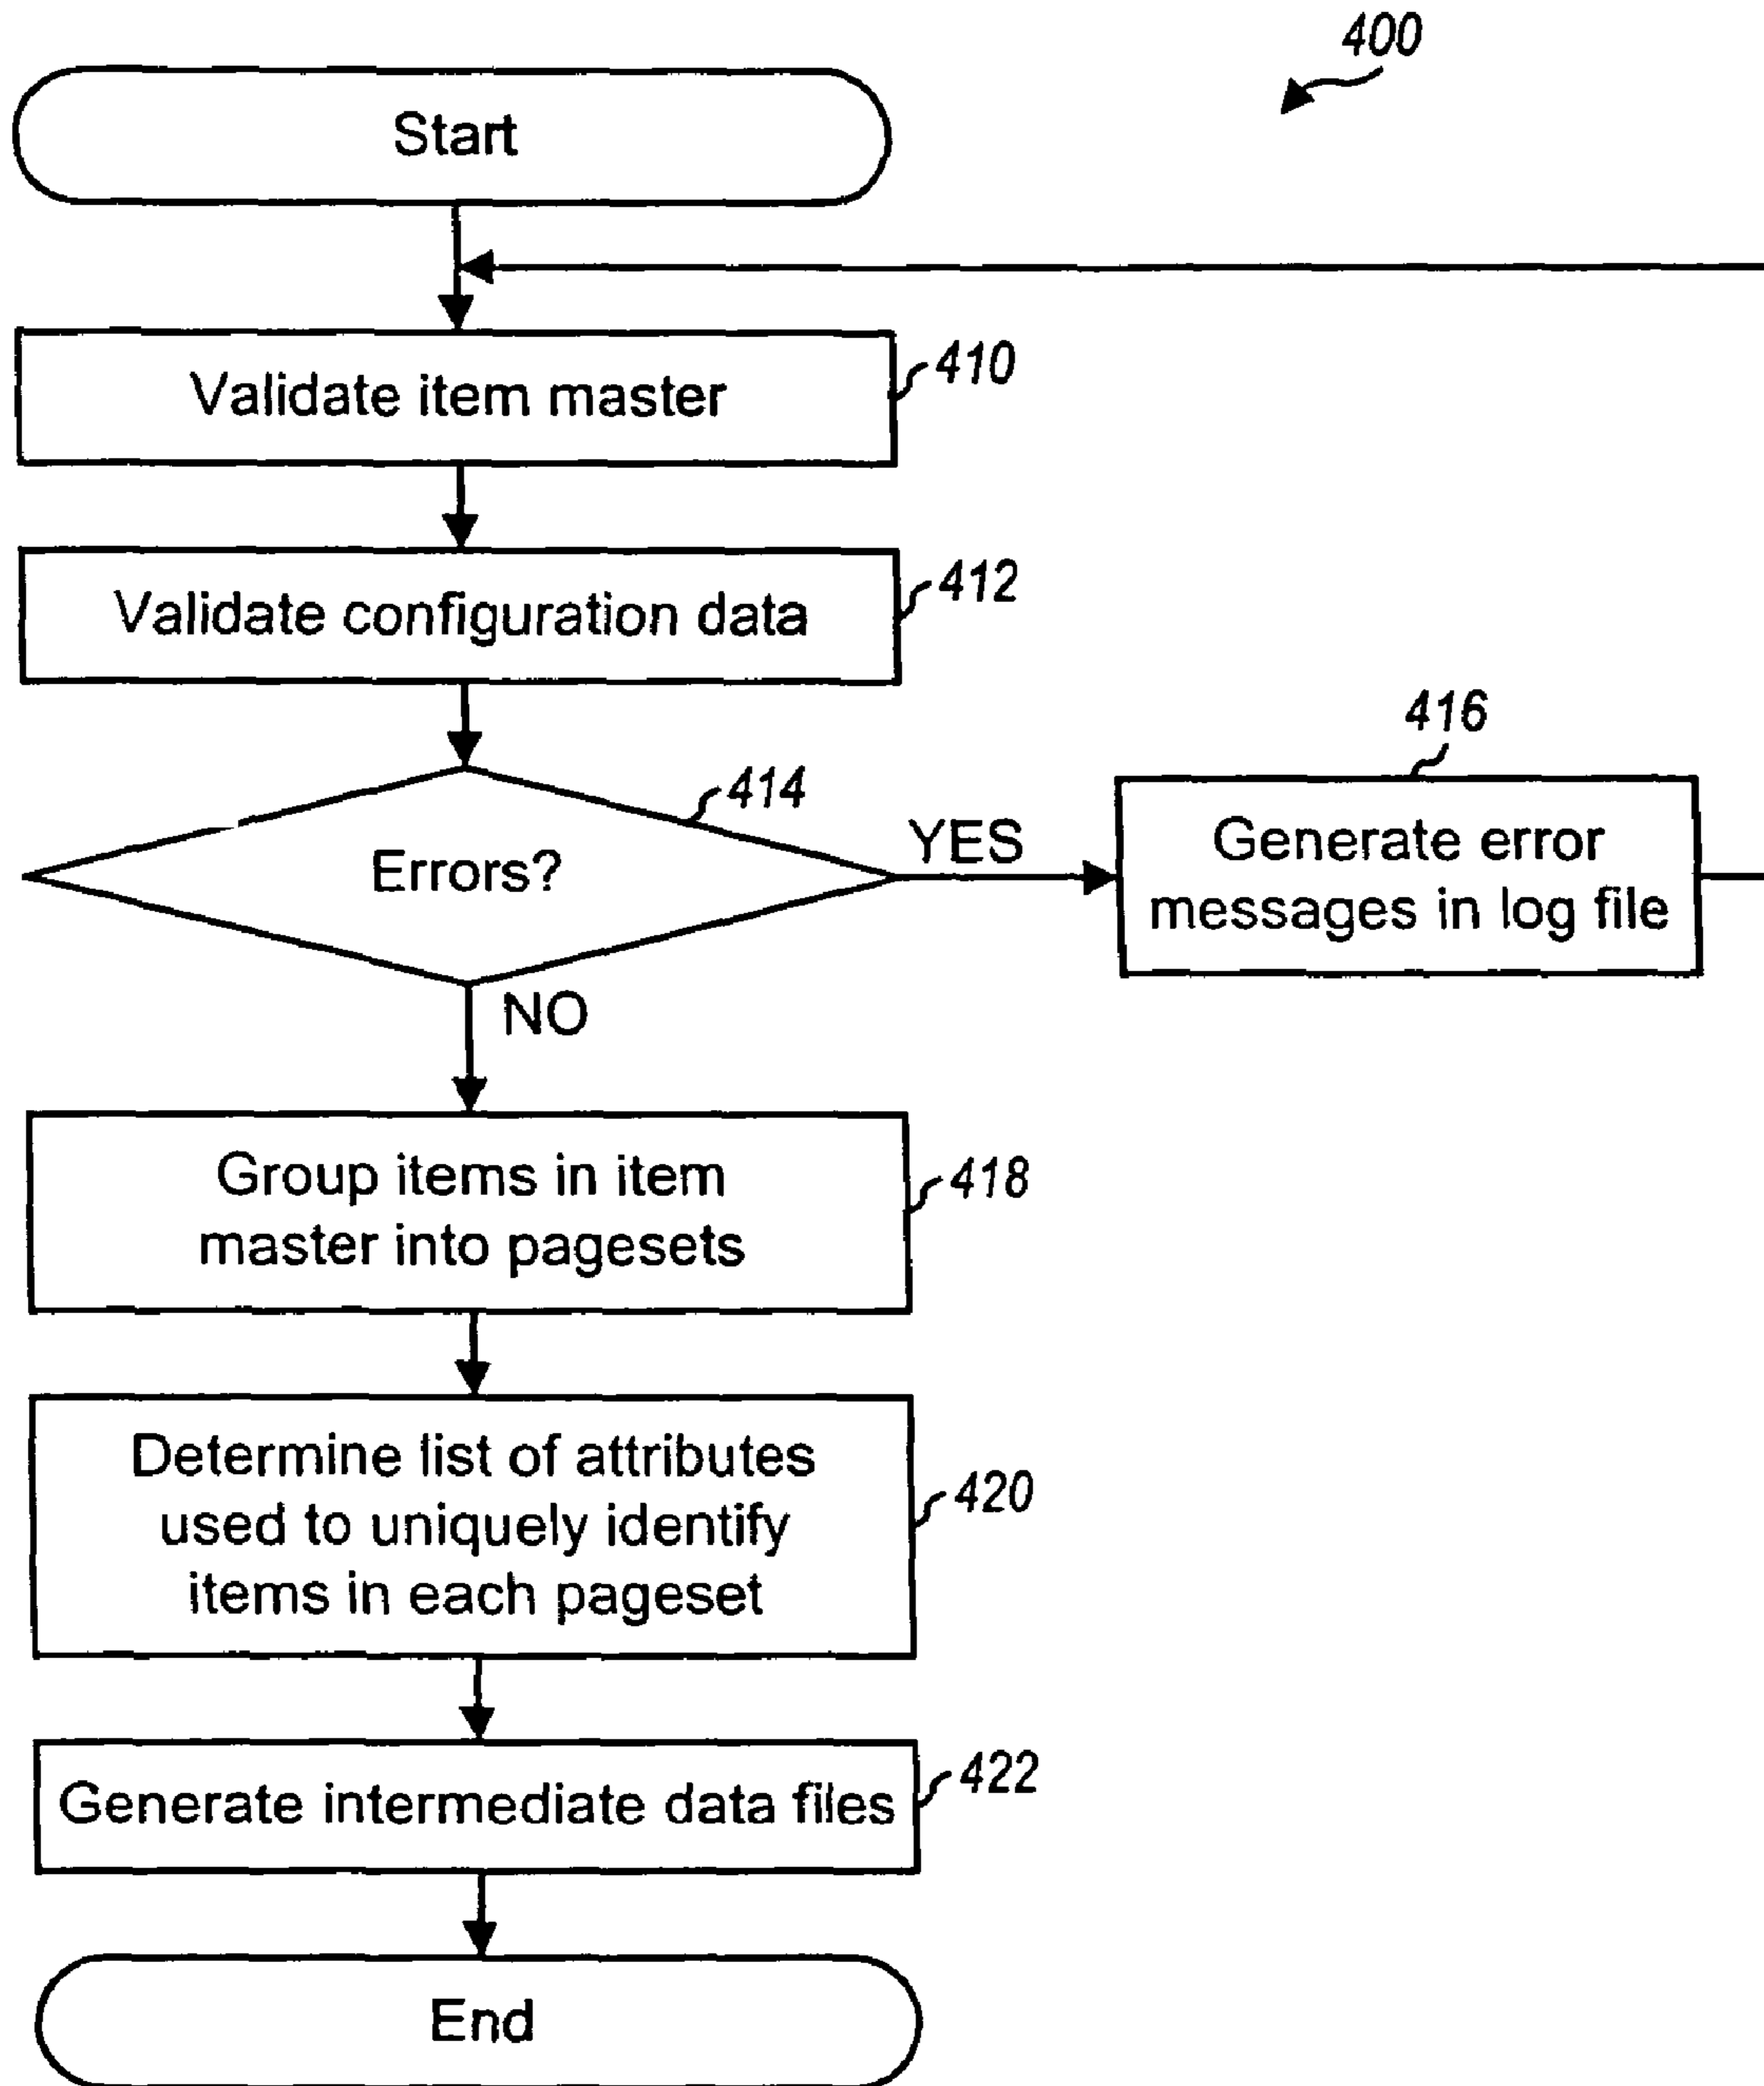 400
Start
Validate item master
410
Validate configuration data
412
Errors?
414
YES
416
Generate error
messages in log file
NO
Group items in item
master into pagesets
418
Determine list of attributes
used to uniquely identify
items in each pageset
420
Generate intermediate data files
422
End